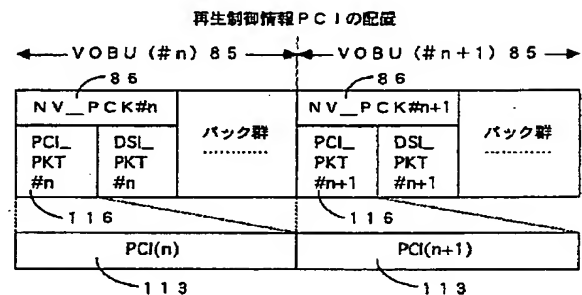 再生制御情報PCIの配置
VOBU(#n)85 VOBU(#n+1)85
86 86
NV_PCK#n パック群 NV_PCK#n+1 パック群
PCI_ DSI_ PCI_ DSI_
PKT PKT PKT PKT
#n #n #n+1 #n+1
116 116
PCI(n) PCI(n+1)
113 113